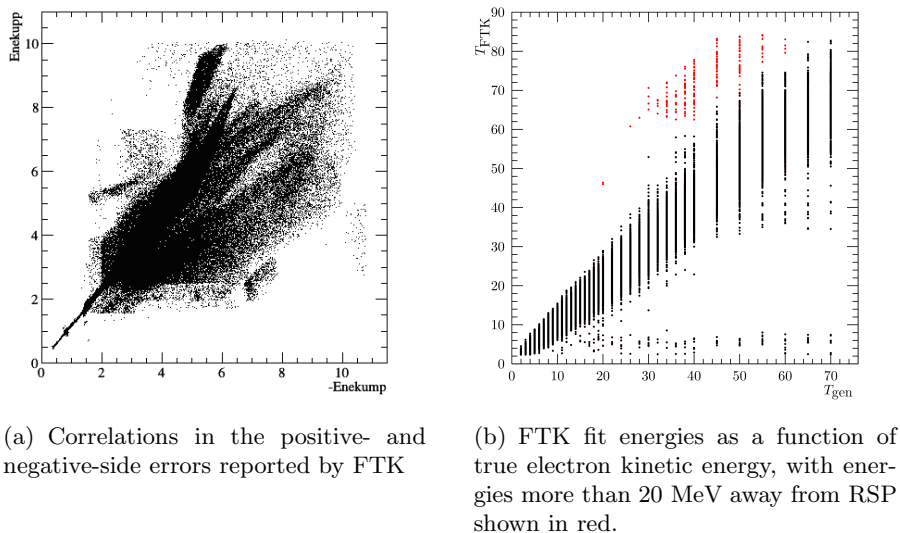 Enekupp
10
8
6
4
2
0
0 2 4 6 8 10
-Enekump
T_FTK
90
80
70
60
50
40
30
20
10
0
0 10 20 30 40 50 60 70
T_gen
(a) Correlations in the positive- and
negative-side errors reported by FTK
(b) FTK fit energies as a function of
true electron kinetic energy, with ener-
gies more than 20 MeV away from RSP
shown in red.